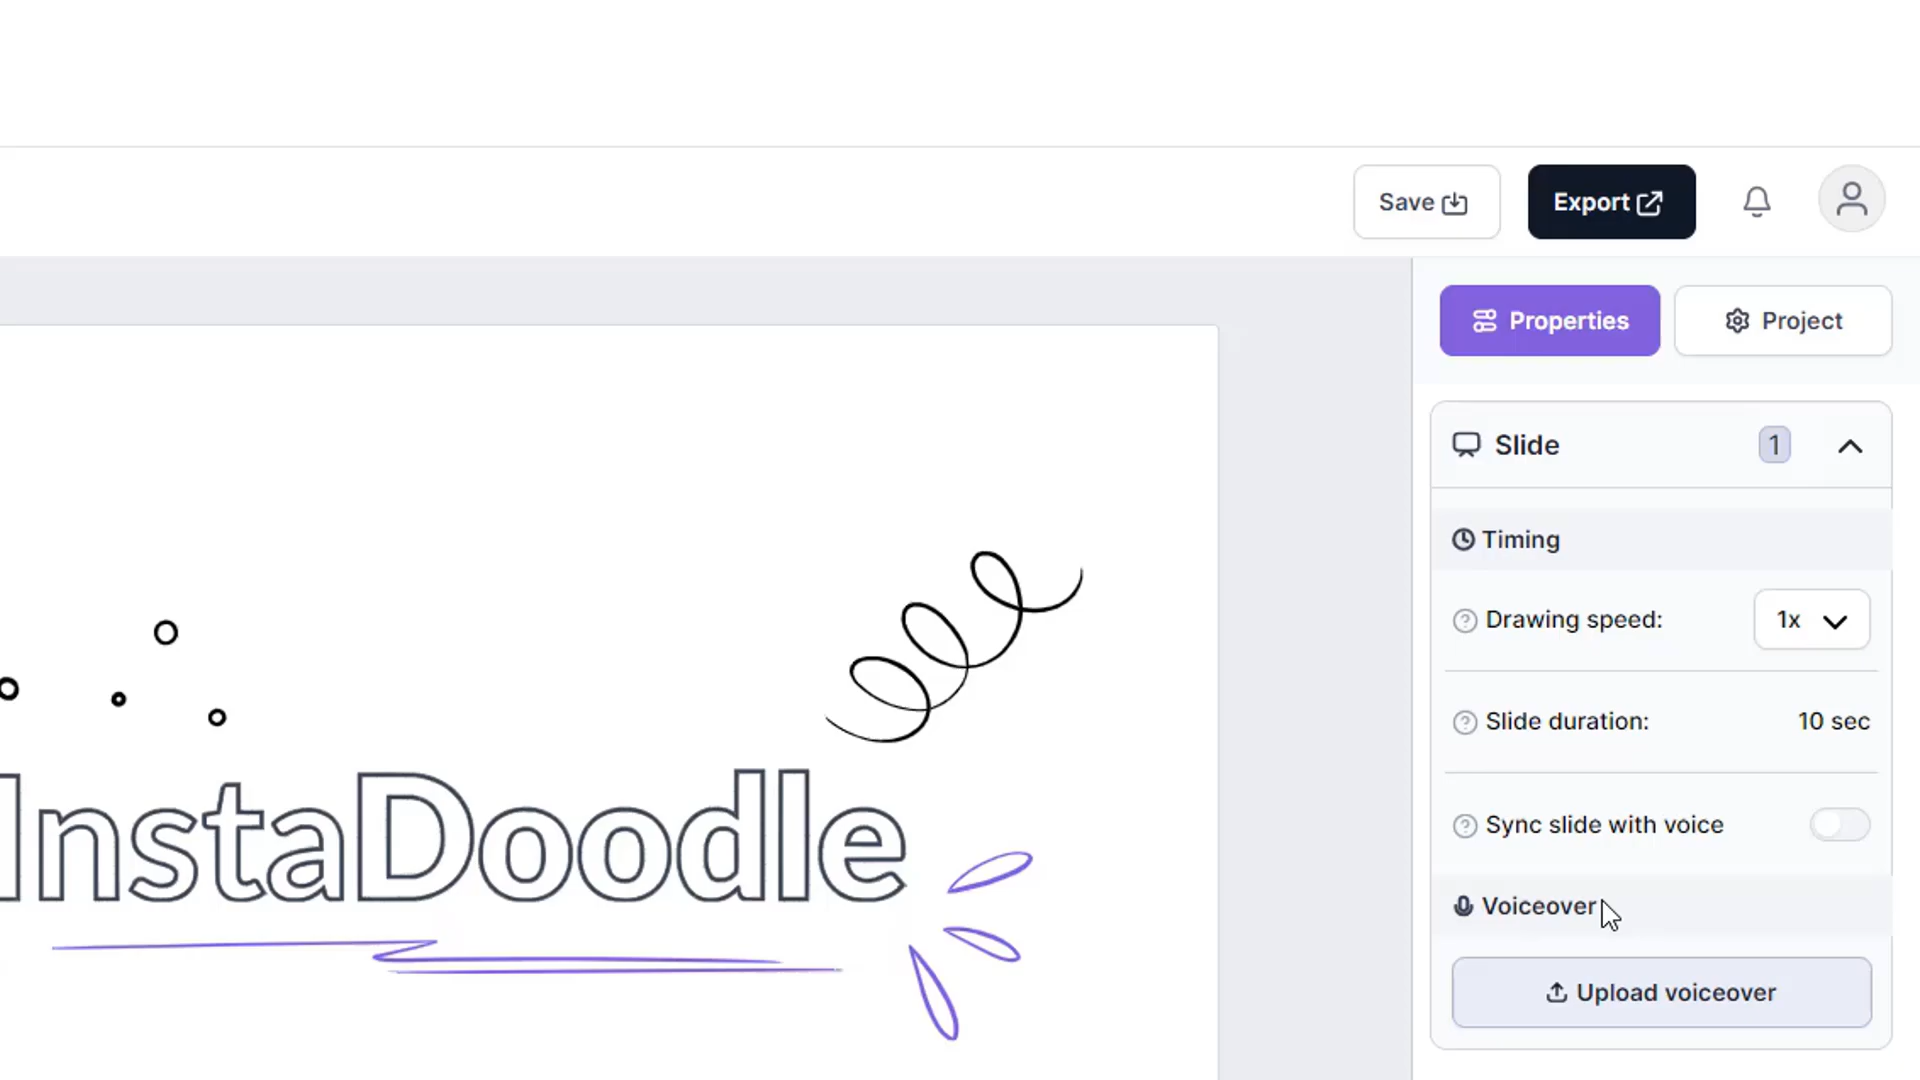 Save
Export
Properties
Project
Slide
1
Timing
Drawing speed:
1x
Slide duration:
10 sec
Sync slide with voice
Voiceover
Upload voiceover
InstaDoodle